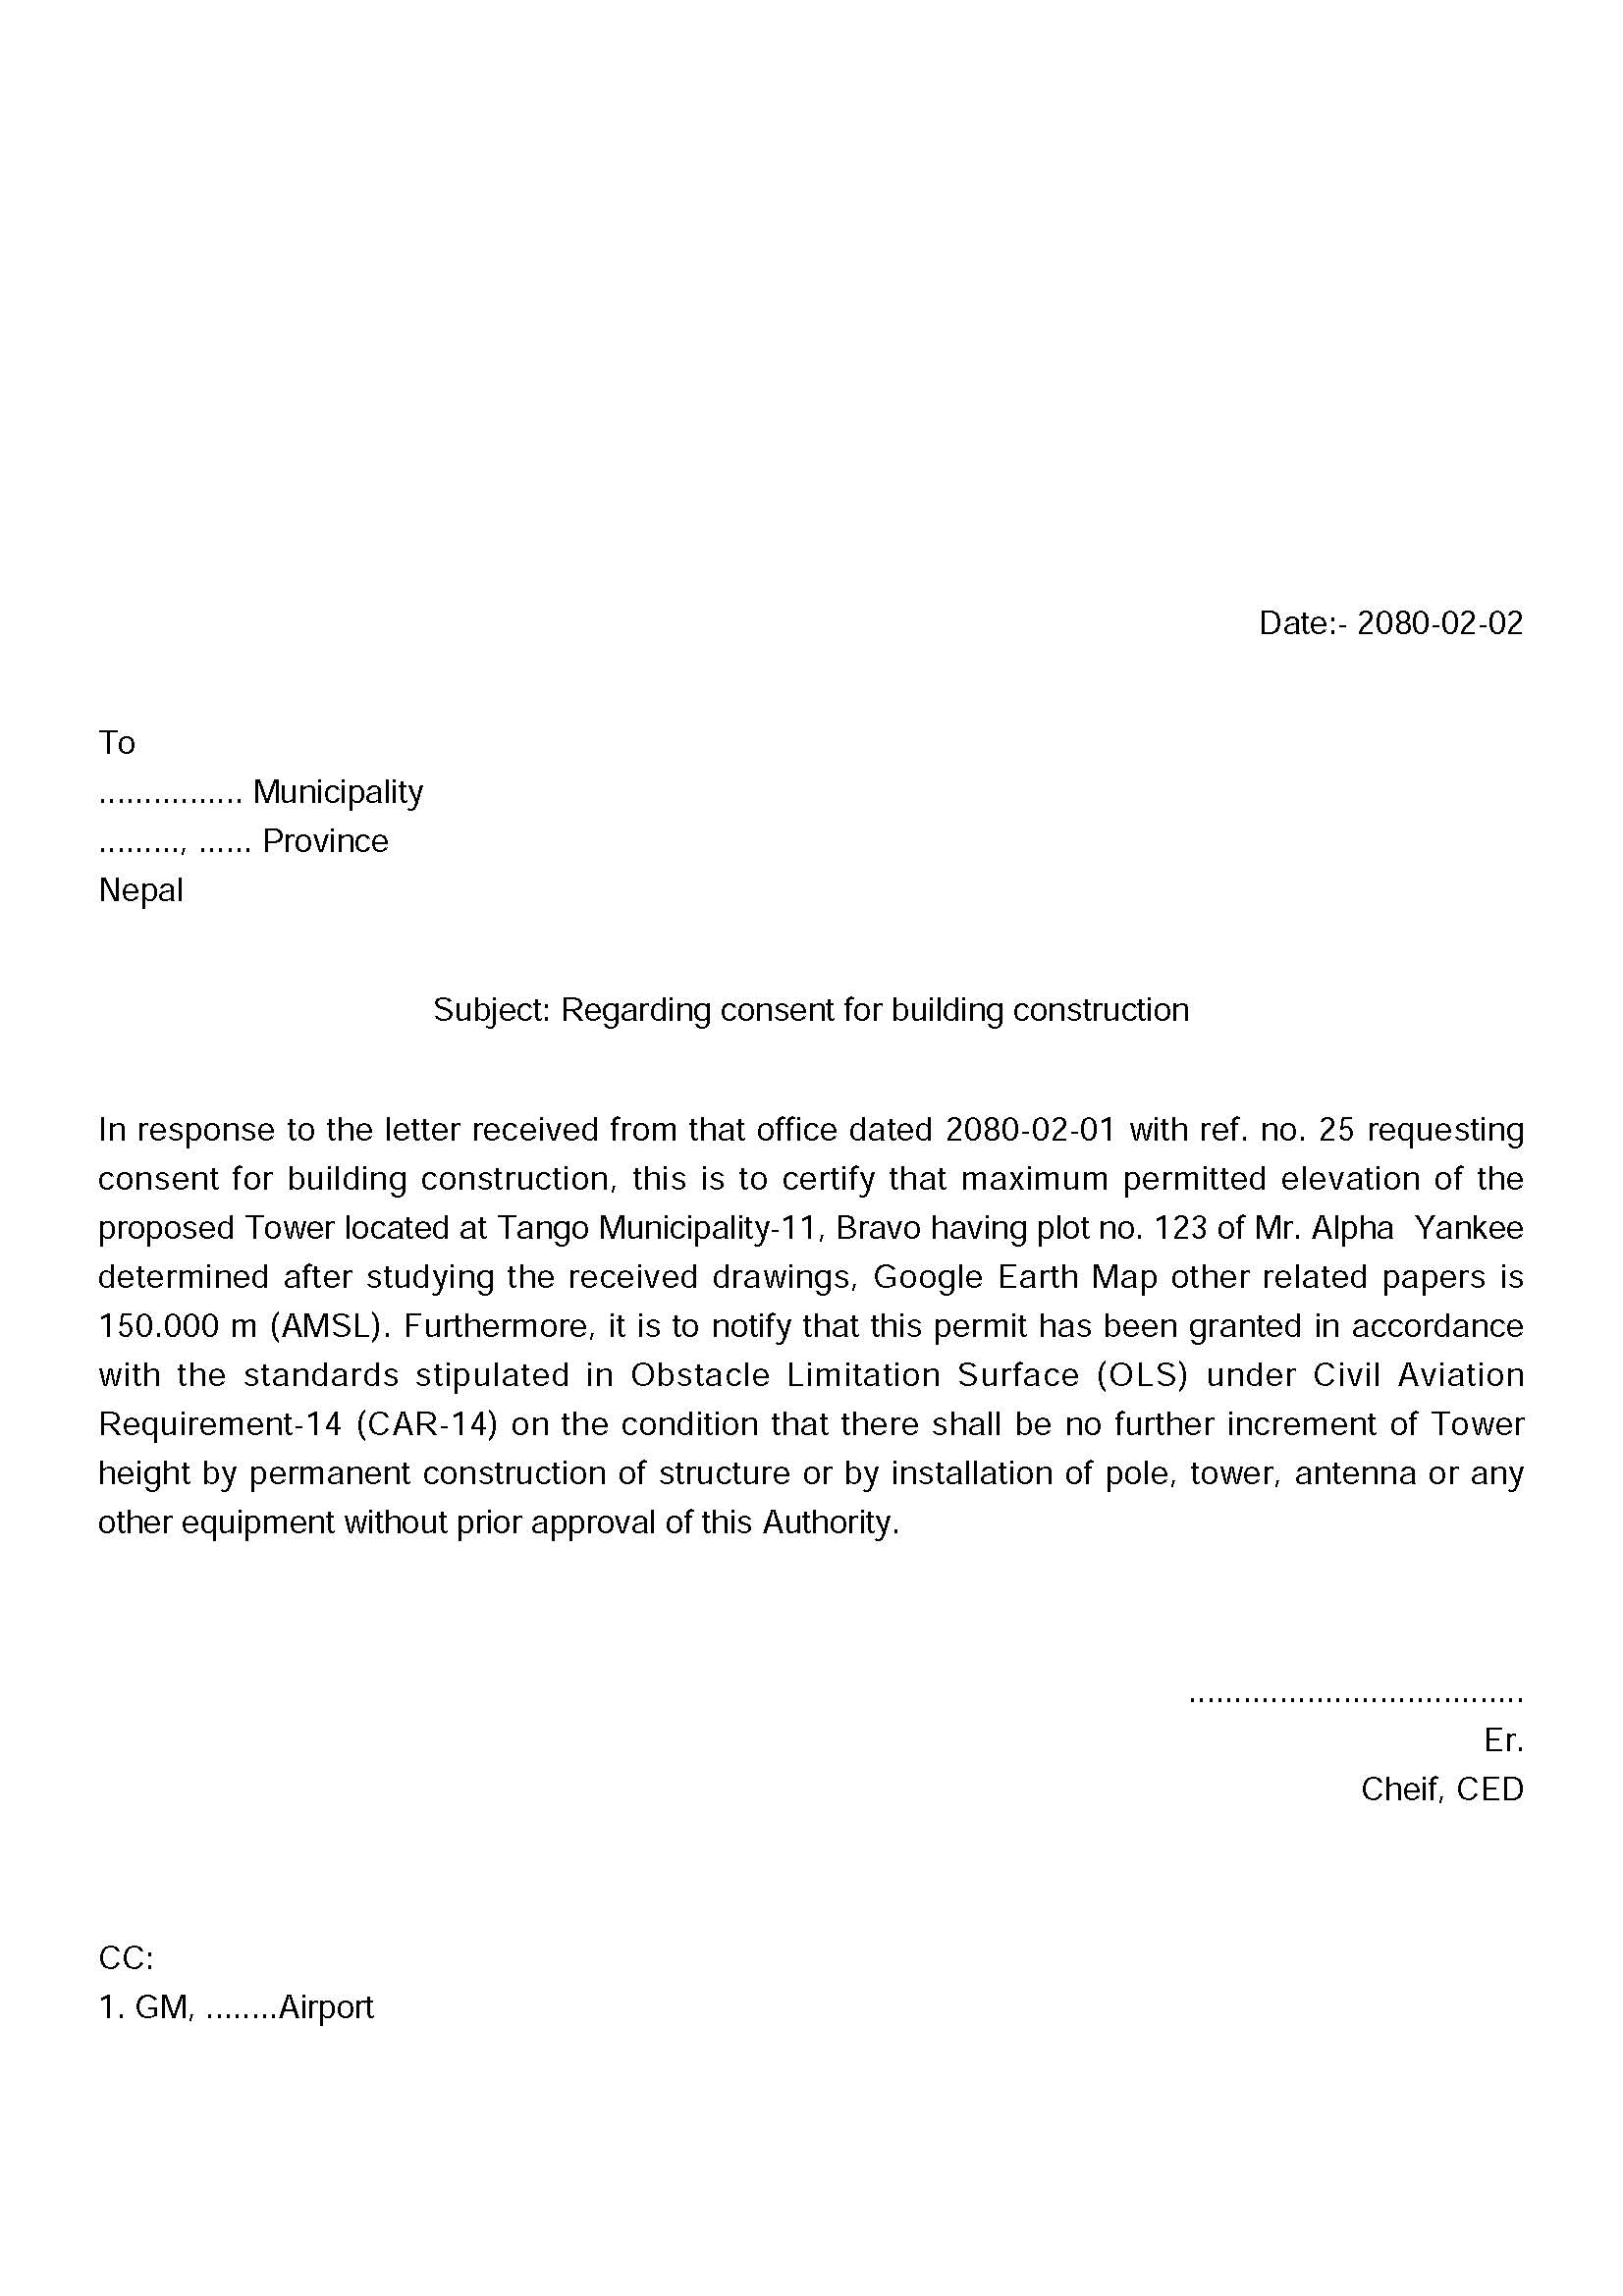 Date:- 2080-02-02
To
................ Municipality
........., ...... Province
Nepal
Subject: Regarding consent for building construction
In response to the letter received from that office dated 2080-02-01 with ref. no. 25 requesting
consent for building construction, this is to certify that maximum permitted elevation of the
proposed Tower located at Tango Municipality-11, Bravo having plot no. 123 of Mr. Alpha  Yankee
determined after studying the received drawings, Google Earth Map other related papers is
150.000 m (AMSL). Furthermore, it is to notify that this permit has been granted in accordance
with the standards stipulated in Obstacle Limitation Surface (OLS) under Civil Aviation
Requirement-14 (CAR-14) on the condition that there shall be no further increment of Tower
height by permanent construction of structure or by installation of pole, tower, antenna or any
other equipment without prior approval of this Authority.
.....................................
Er.
Cheif, CED
CC:
1. GM, ........Airport